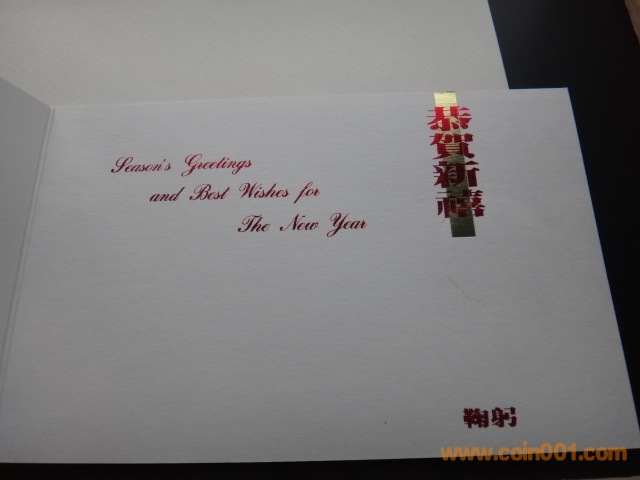 Season's Greetings
and Best Wishes for
The New Year
恭賀新禧
鞠躬
www.coin001.com